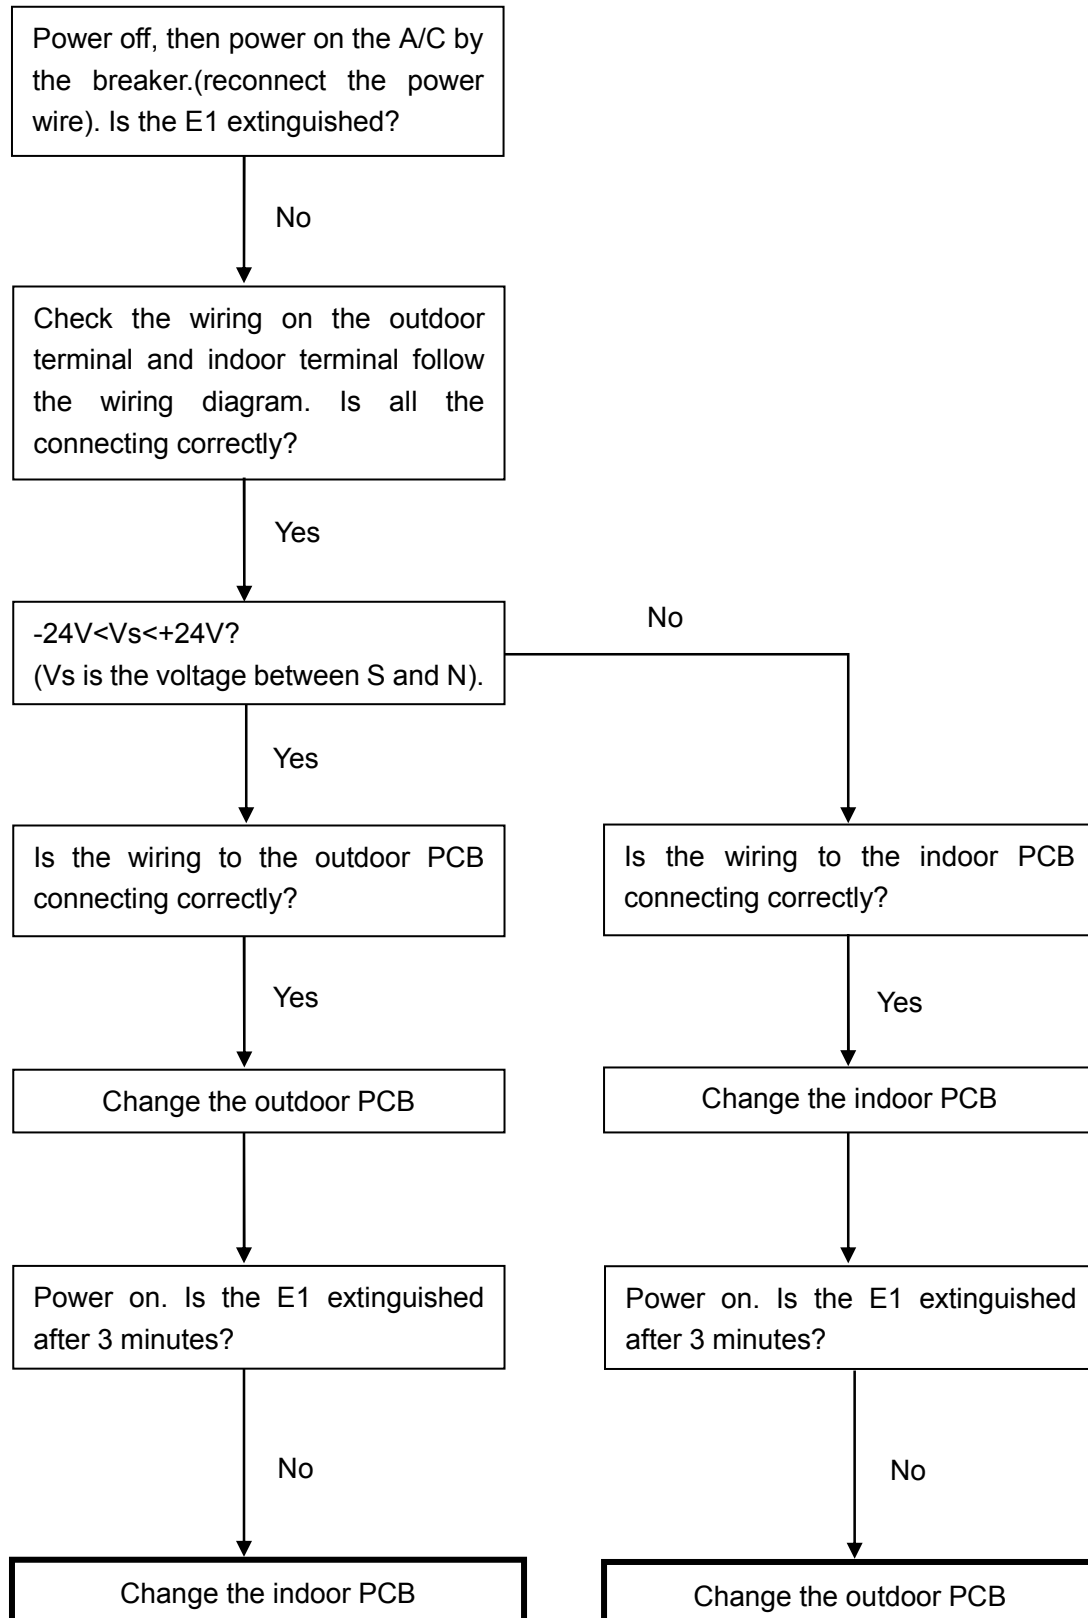 Power off, then power on the A/C by
the breaker.(reconnect the power
wire). Is the E1 extinguished?
No
Check the wiring on the outdoor
terminal and indoor terminal follow
the wiring diagram. Is all the
connecting correctly?
Yes
-24V<Vs<+24V?
(Vs is the voltage between S and N).
No
Yes
Is the wiring to the outdoor PCB
connecting correctly?
Is the wiring to the indoor PCB
connecting correctly?
Yes
Yes
Change the outdoor PCB
Change the indoor PCB
Power on. Is the E1 extinguished
after 3 minutes?
Power on. Is the E1 extinguished
after 3 minutes?
No
No
Change the indoor PCB
Change the outdoor PCB